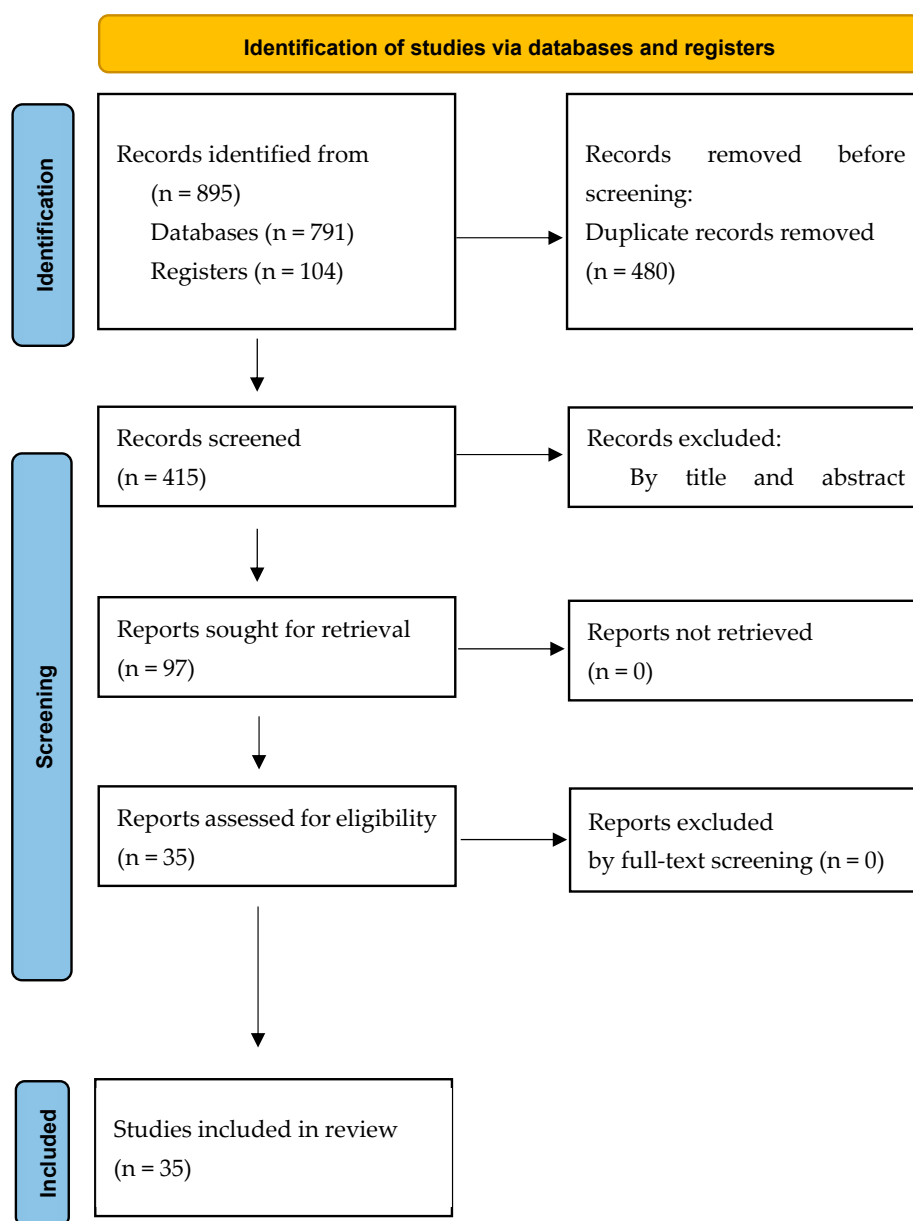 Identification of studies via databases and registers
Identification
Records identified from
(n = 895)
Databases (n = 791)
Registers (n = 104)
Records removed before
screening:
Duplicate records removed
(n = 480)
Screening
Records screened
(n = 415)
Records excluded:
By title and abstract
Reports sought for retrieval
(n = 97)
Reports not retrieved
(n = 0)
Reports assessed for eligibility
(n = 35)
Reports excluded
by full-text screening (n = 0)
Included
Studies included in review
(n = 35)